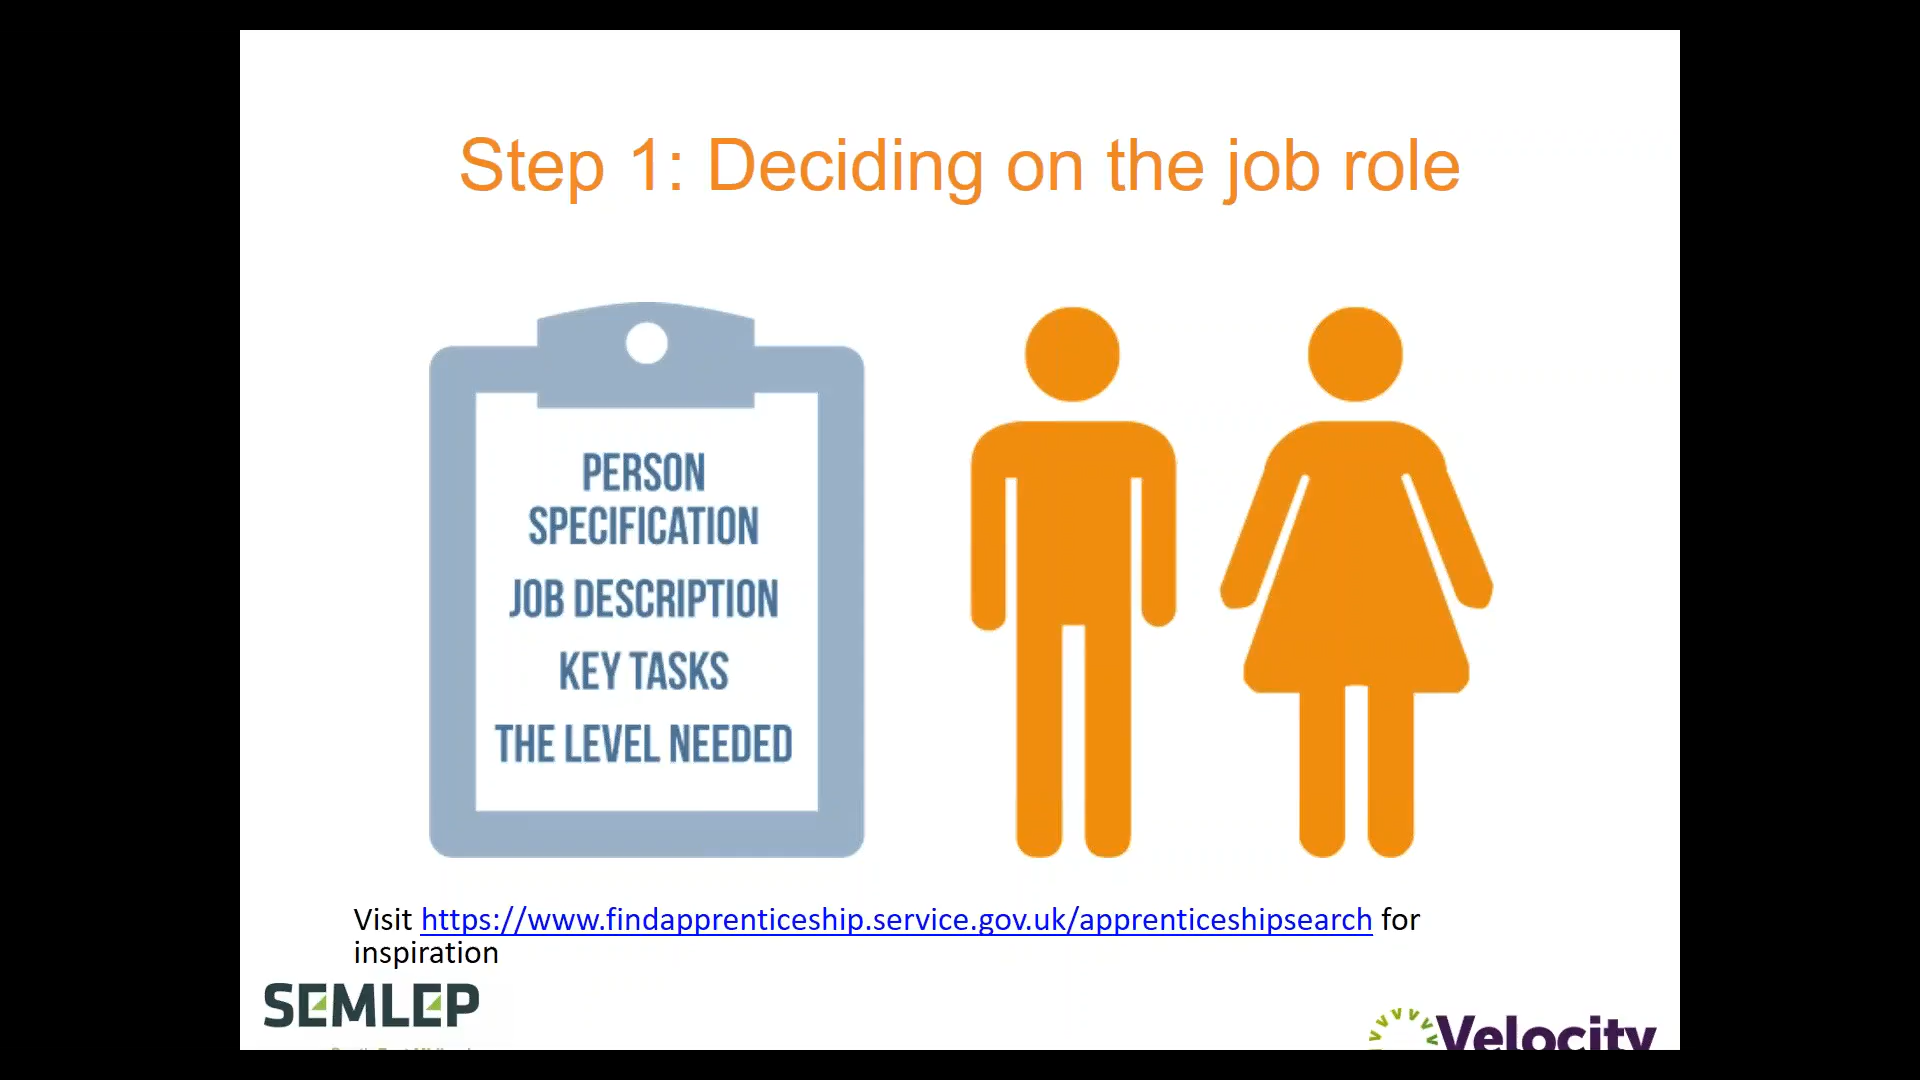 Step 1: Deciding on the job role
PERSON
SPECIFICATION
JOB DESCRIPTION
KEY TASKS
THE LEVEL NEEDED
Visit https://www.findapprenticeship.service.gov.uk/apprenticeshipsearch for
inspiration
SEMLEP
Velocity